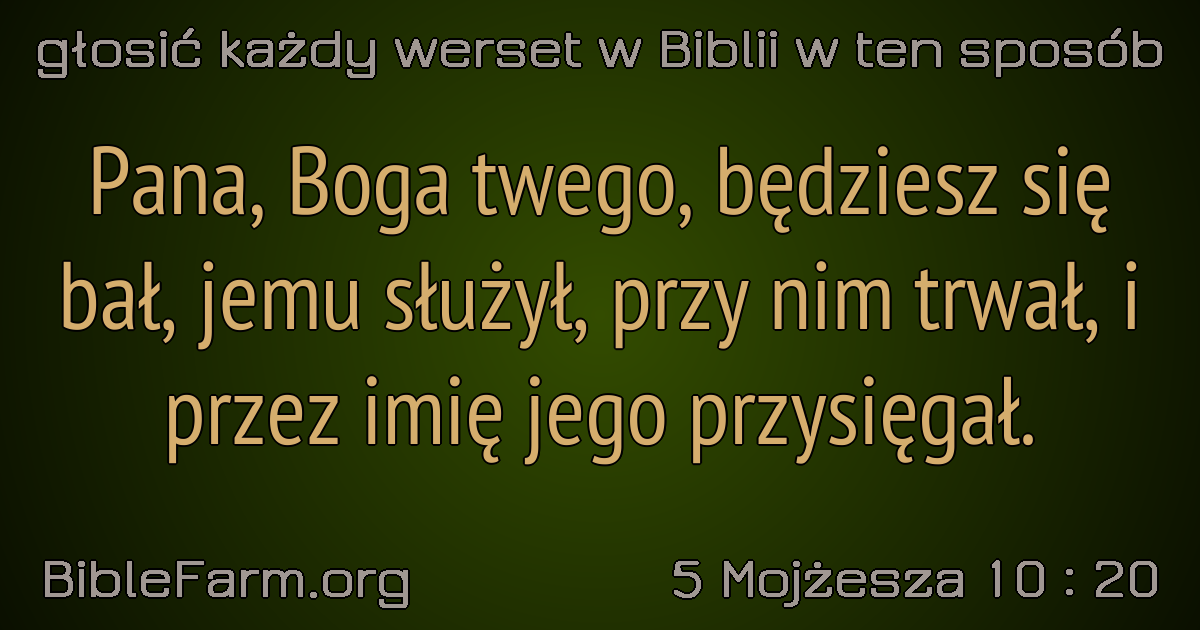 głosić każdy werset w Biblii w ten sposób
Pana, Boga twego, będziesz się
bał, jemu służył, przy nim trwał, i
przez imię jego przysięgał.
BibleFarm.org
5 Mojżesza 10 : 20